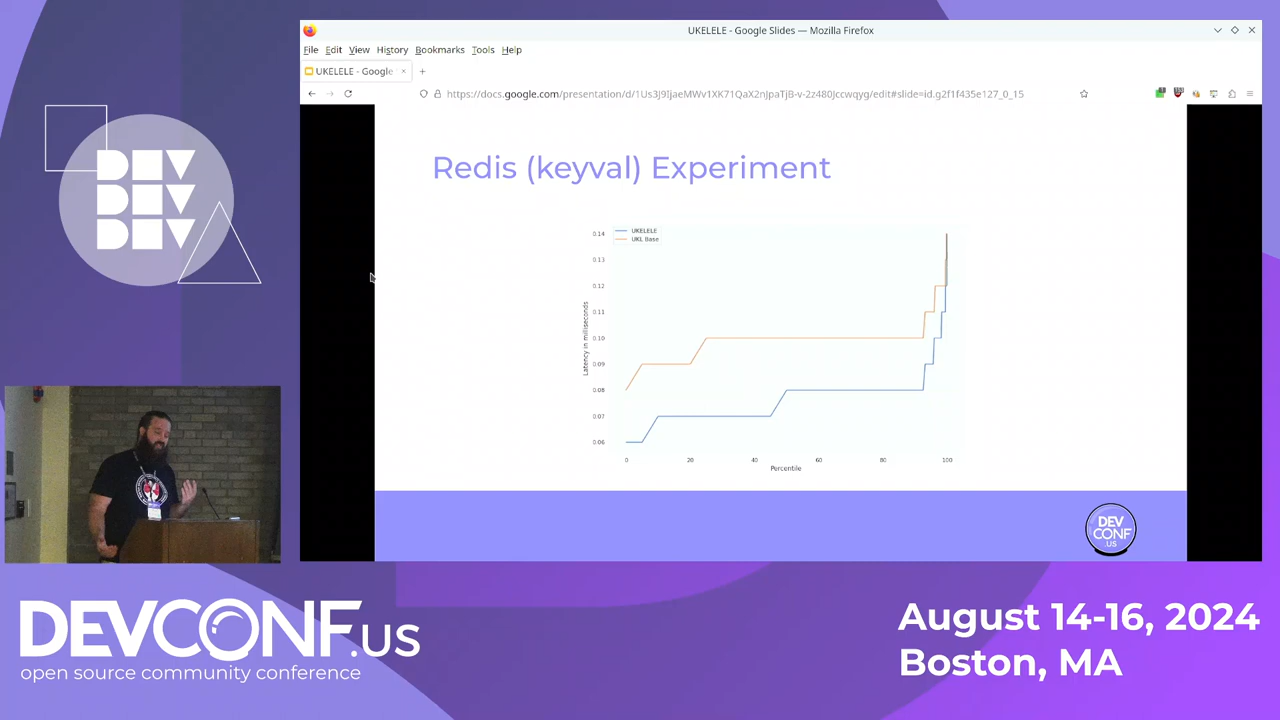 UKELELE - Google Slides — Mozilla Firefox
File Edit View History Bookmarks Tools Help
UKELELE - Google
https://docs.google.com/presentation/d/1Us3J9IjaeMWv1XK71QaX2nJpaTjB-v-2z480Jccwqyg/edit#slide=id.g2f1f435e127_0_15
DEV
DEV
DEV
Redis (keyval) Experiment
UKELELE
UKL Base
0.14
0.13
0.12
0.11
0.10
0.09
0.08
0.07
0.06
Latency in milliseconds
0 20 40 60 80 100
Percentile
DEV
CONF
.US
DEVCONF.US
open source community conference
August 14-16, 2024
Boston, MA